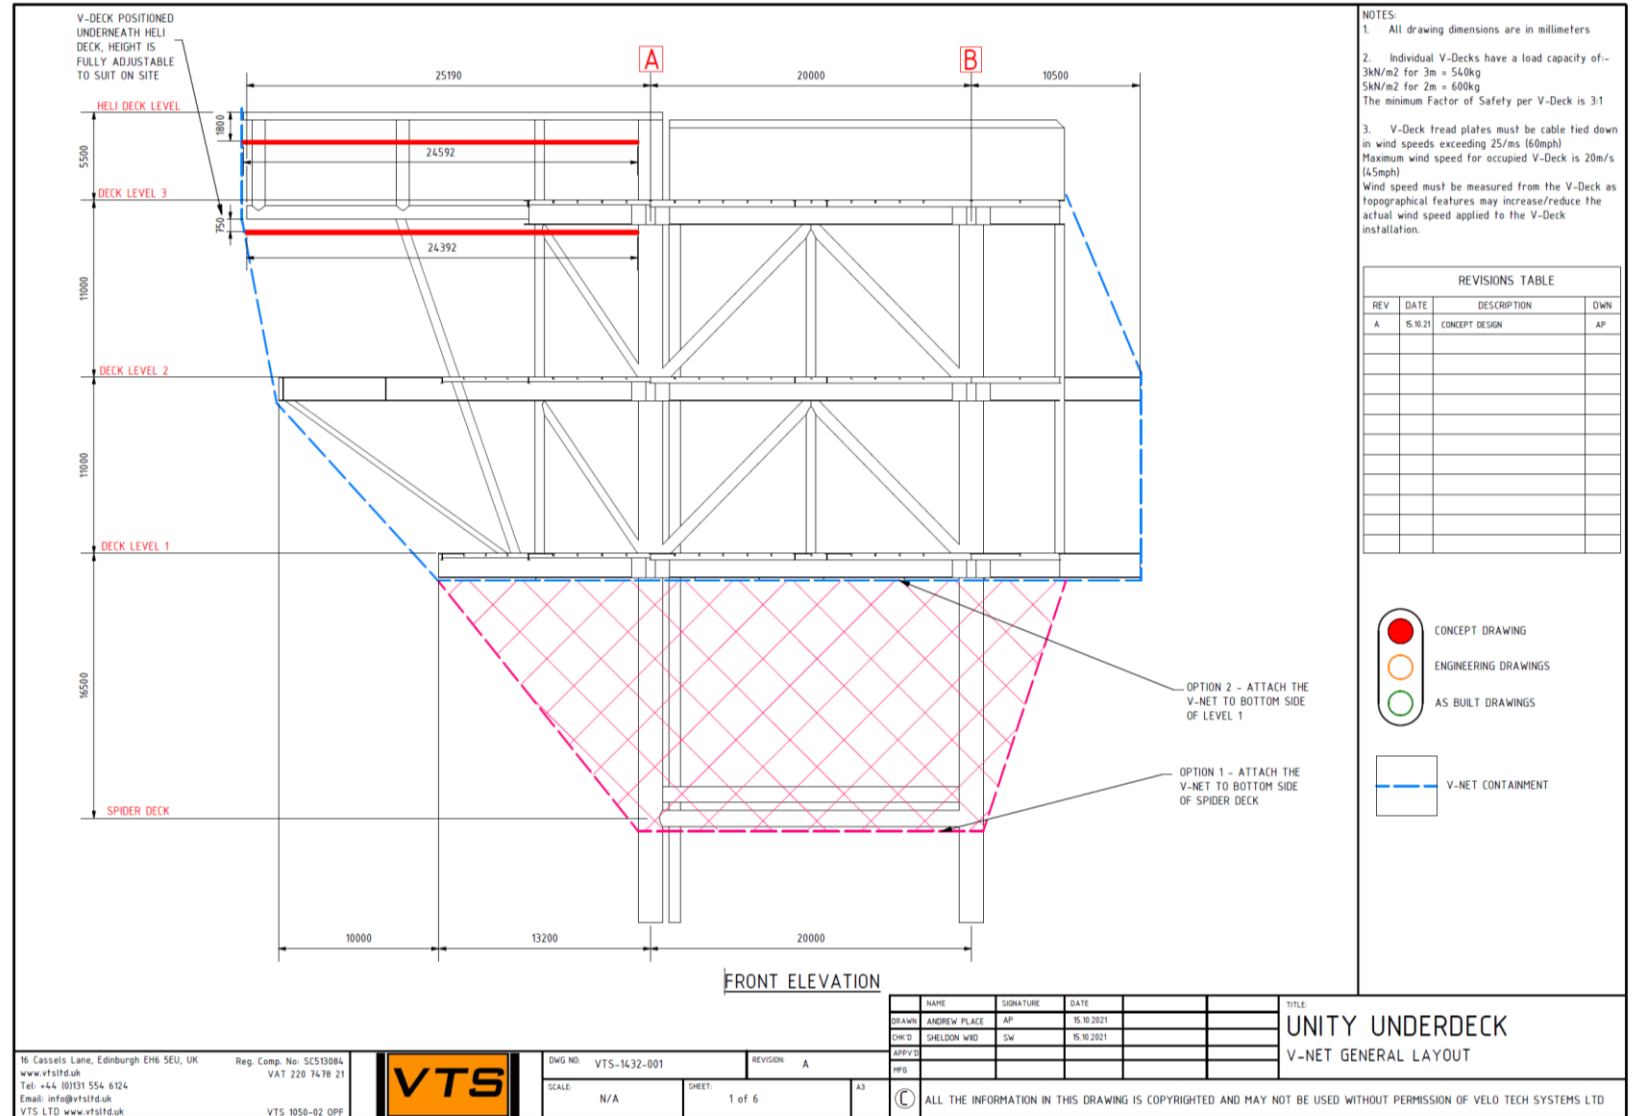 V-DECK POSITIONED
UNDERNEATH HELI
DECK, HEIGHT IS
FULLY ADJUSTABLE
TO SUIT ON SITE
A
B
25190
20000
10500
HELI DECK LEVEL
1800
24592
5500
DECK LEVEL 3
750
24392
11000
DECK LEVEL 2
11000
DECK LEVEL 1
16500
OPTION 2 - ATTACH THE
V-NET TO BOTTOM SIDE
OF LEVEL 1
OPTION 1 - ATTACH THE
V-NET TO BOTTOM SIDE
OF SPIDER DECK
SPIDER DECK
10000
13200
20000
FRONT ELEVATION
NOTES:
1. All drawing dimensions are in millimeters
2. Individual V-Decks have a load capacity of:-
3kN/m2 for 3m = 540kg
5kN/m2 for 2m = 600kg
The minimum Factor of Safety per V-Deck is 3:1
3. V-Deck tread plates must be cable tied down
in wind speeds exceeding 25/ms (60mph)
Maximum wind speed for occupied V-Deck is 20m/s
(45mph)
Wind speed must be measured from the V-Deck as
topographical features may increase/reduce the
actual wind speed applied to the V-Deck
installation.
REVISIONS TABLE
REV DATE DESCRIPTION DWN
A 15.10.21 CONCEPT DESIGN AP
CONCEPT DRAWING
ENGINEERING DRAWINGS
AS BUILT DRAWINGS
V-NET CONTAINMENT
NAME SIGNATURE DATE
DRAWN ANDREW PLACE AP 15.10.2021
CHK'D SHELDON WIID SW 15.10.2021
APPV'D
MFG
TITLE:
UNITY UNDERDECK
V-NET GENERAL LAYOUT
16 Cassels Lane, Edinburgh EH6 5EU, UK
www.vtsltd.uk
Tel: +44 (0)131 554 6124
Email: info@vtsltd.uk
VTS LTD www.vtsltd.uk
Reg. Comp. No: SC513084
VAT 220 7478 21
VTS 1050-02 OPF
VTS
DWG NO: VTS-1432-001
REVISION: A
SCALE: N/A
SHEET: 1 of 6
A3
C ALL THE INFORMATION IN THIS DRAWING IS COPYRIGHTED AND MAY NOT BE USED WITHOUT PERMISSION OF VELO TECH SYSTEMS LTD